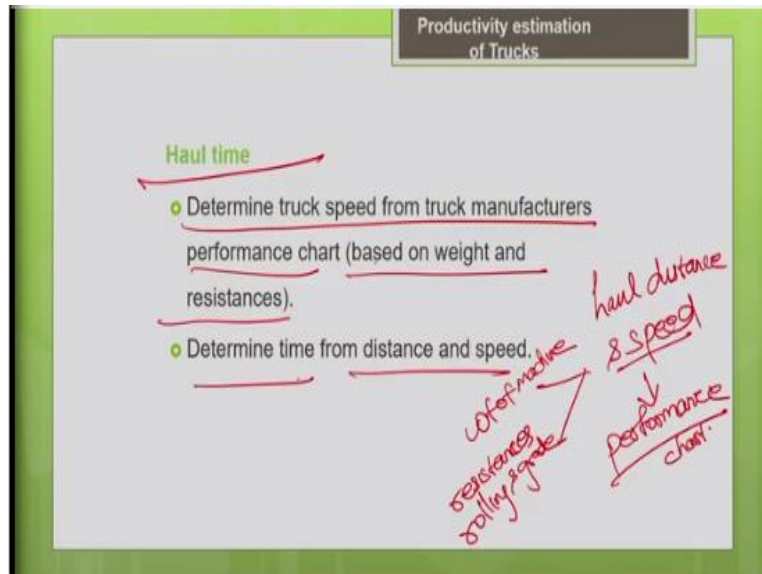 Productivity estimation
of Trucks
Haul time
Determine truck speed from truck manufacturers
performance chart (based on weight and
resistances).
Determine time from distance and speed.
haul distance
& speed
performance
chart.
wt of machine
resistances
rolling & grade